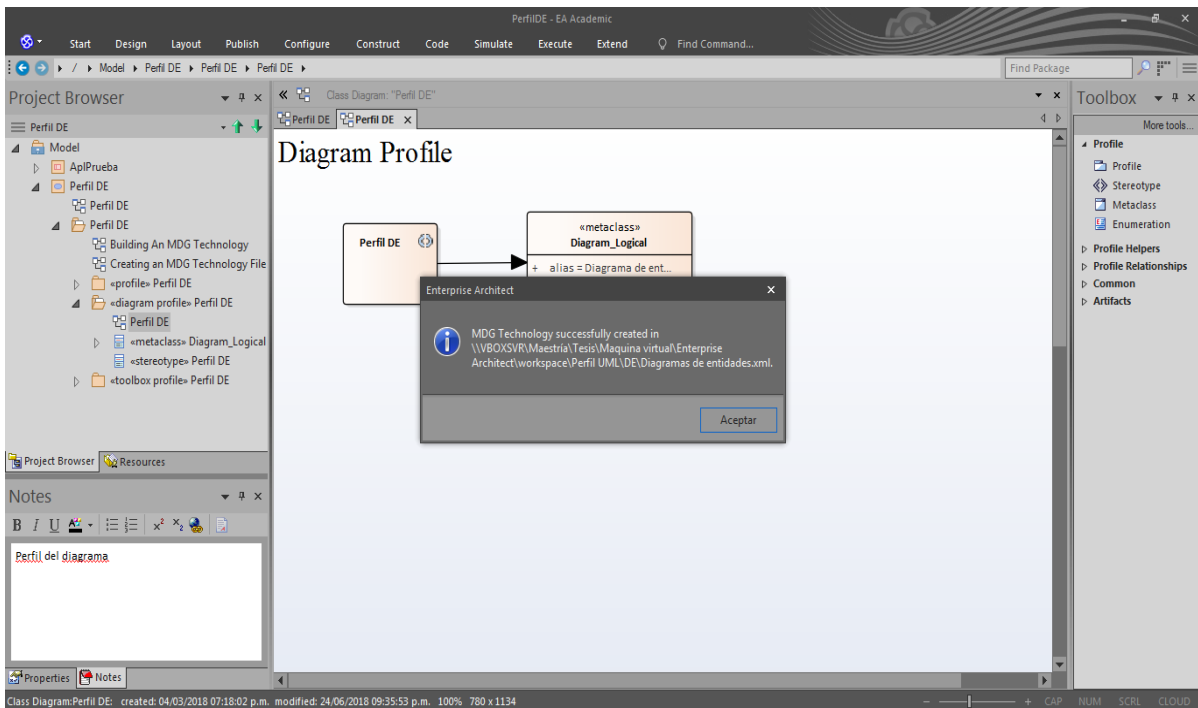 PerfilDE - EA Academic
Start Design Layout Publish Configure Construct Code Simulate Execute Extend Find Command...
/ Model Perfil DE Perfil DE Perfil DE
Find Package
Project Browser
Perfil DE
Model
AplPrueba
Perfil DE
Perfil DE
Perfil DE
Building An MDG Technology
Creating an MDG Technology File
«profile» Perfil DE
«diagram profile» Perfil DE
Perfil DE
«metaclass» Diagram_Logical
«stereotype» Perfil DE
«toolbox profile» Perfil DE
Project Browser Resources
Notes
B I U A x² x₂
Perfil del diagrama
Properties Notes
Class Diagram: "Perfil DE"
Perfil DE Perfil DE x
Diagram Profile
Perfil DE
«metaclass»
Diagram_Logical
+ alias = Diagrama de ent...
Enterprise Architect
MDG Technology successfully created in
\\VBOXSVR\Maestría\Tesis\Maquina virtual\Enterprise
Architect\workspace\Perfil UML\DE\Diagramas de entidades.xml.
Aceptar
Toolbox
More tools...
Profile
Profile
Stereotype
Metaclass
Enumeration
Profile Helpers
Profile Relationships
Common
Artifacts
Class Diagram:Perfil DE: created: 04/03/2018 07:18:02 p.m. modified: 24/06/2018 09:35:53 p.m. 100% 780 x 1134
CAP NUM SCRL CLOUD